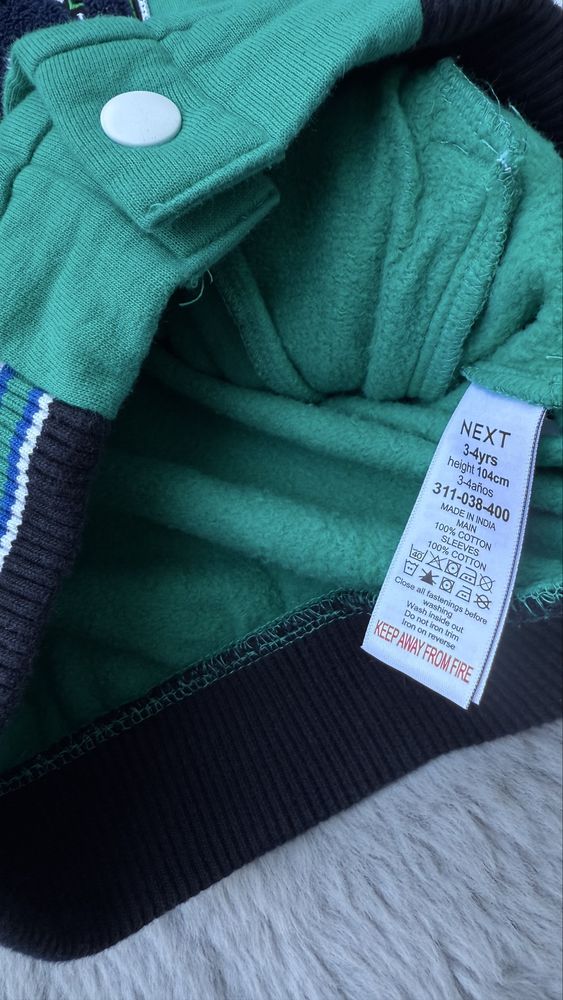 NEXT
3-4yrs
height 104cm
3-4años
311-038-400
MADE IN INDIA
MAIN
100% COTTON
SLEEVES
100% COTTON
40
Close all fastenings before
washing
Wash inside out
Do not iron trim
Iron on reverse
KEEP AWAY FROM FIRE